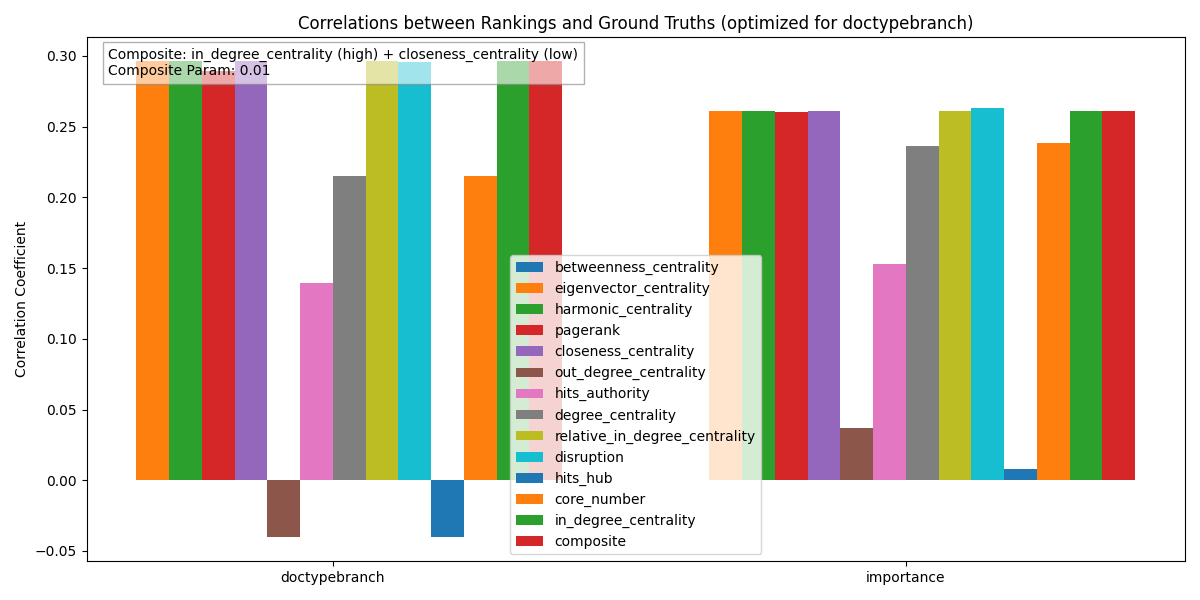 Correlations between Rankings and Ground Truths (optimized for doctypebranch)
Composite: in_degree_centrality (high) + closeness_centrality (low)
Composite Param: 0.01
Correlation Coefficient
0.30
0.25
0.20
0.15
0.10
0.05
0.00
−0.05
betweenness_centrality
eigenvector_centrality
harmonic_centrality
pagerank
closeness_centrality
out_degree_centrality
hits_authority
degree_centrality
relative_in_degree_centrality
disruption
hits_hub
core_number
in_degree_centrality
composite
doctypebranch
importance